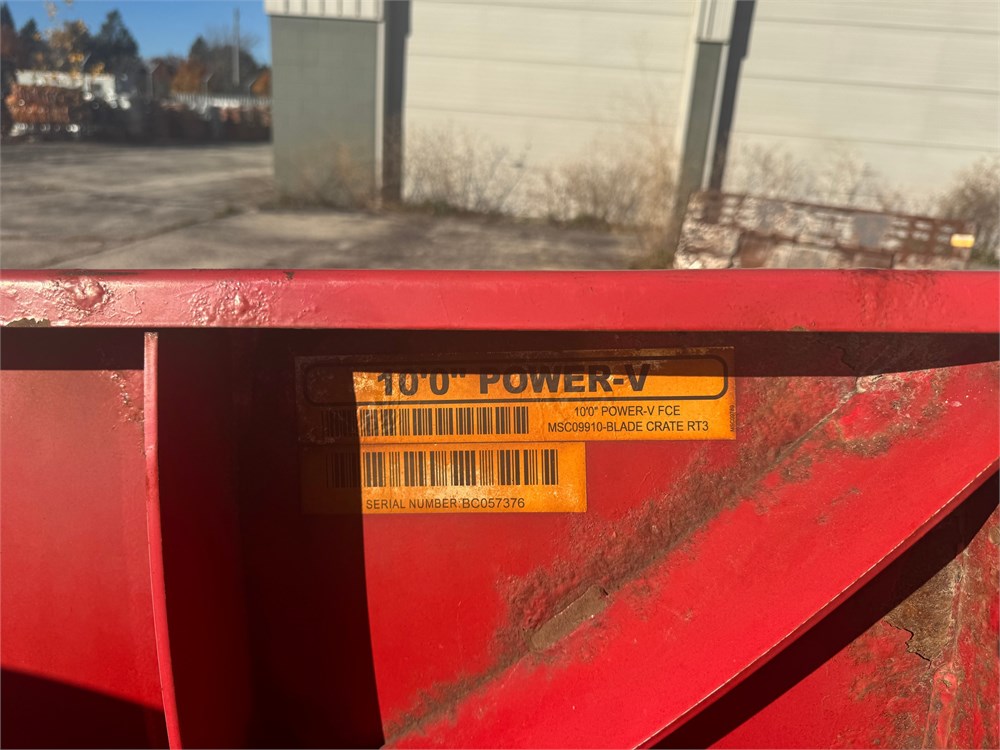 10'0" POWER-V
10'0" POWER-V FCE
MSC09910-BLADE CRATE RT3
SERIAL NUMBER BC057376